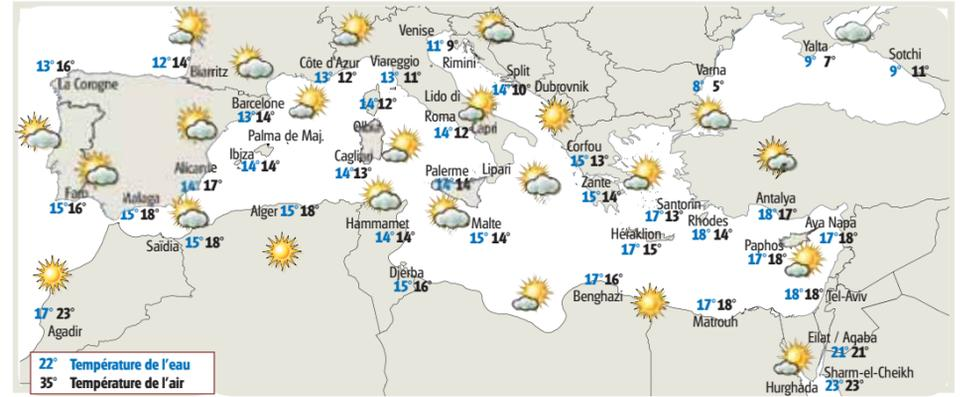 Venise
11° 9°
Rimini
13° 16°
La Corogne
12° 14°
Biarritz
Côte d'Azur
13° 12°
Viareggio
13° 11°
Split
14° 10°
Dubrovnik
Yalta
9° 7°
Sotchi
9° 11°
Varna
8° 5°
Barcelone
13° 14°
14° 12°
Olbia
Lido di
Roma
14° 12°
Capri
Palma de Maj.
Ibiza
14° 14°
Cagliari
14° 13°
Corfou
15° 13°
Alicante
14° 17°
Palerme
14° 14°
Lipari
Zante
15° 14°
Faro
15° 16°
Malaga
15° 18°
Alger 15° 18°
Hammamet
14° 14°
Malte
15° 14°
Santorin
17° 13°
Rhodes
18° 14°
Antalya
18° 17°
Aya Napa
17° 18°
Saïdia
15° 18°
Héraklion
17° 15°
Paphos
17° 18°
Djerba
15° 16°
17° 16°
Benghazi
17° 18°
Matrouh
18° 18°
Tel-Aviv
17° 23°
Agadir
Eilat / Aqaba
21° 21°
Sharm-el-Cheikh
23° 23°
Hurghada
22° Température de l'eau
35° Température de l'air